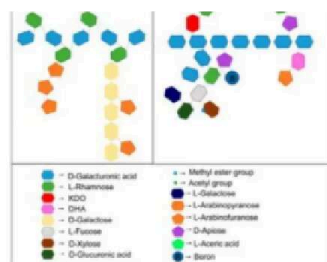 B
→ D-Galacturonic acid
→ L-Rhamnose
→ KDO
→ DHA
→ D-Galactose
→ L-Fucose
→ D-Xylose
→ D-Glucuronic acid
→ Methyl ester group
→ Acetyl group
→ L-Galactose
→ L-Arabinopyranose
→ L-Arabinofuranose
→ D-Apiose
→ L-Aceric acid
→ Boron